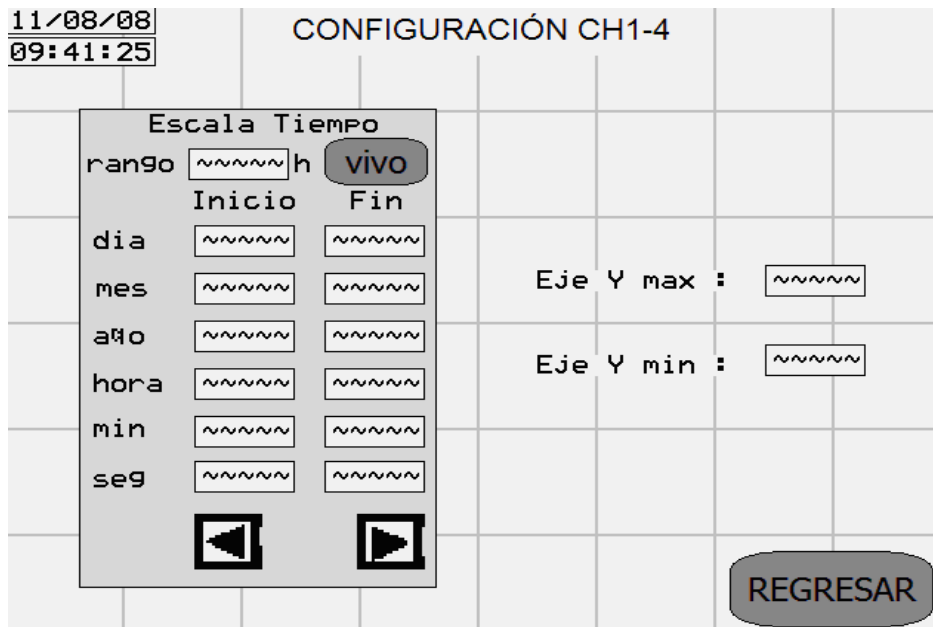 11/08/08
CONFIGURACIÓN CH1-4
09:41:25
Escala Tiempo
rango ~~~~~ h vivo
Inicio Fin
dia ~~~~~ ~~~~~
mes ~~~~~ ~~~~~
Eje Y max : ~~~~~
año ~~~~~ ~~~~~
Eje Y min : ~~~~~
hora ~~~~~ ~~~~~
min ~~~~~ ~~~~~
seg ~~~~~ ~~~~~
REGRESAR